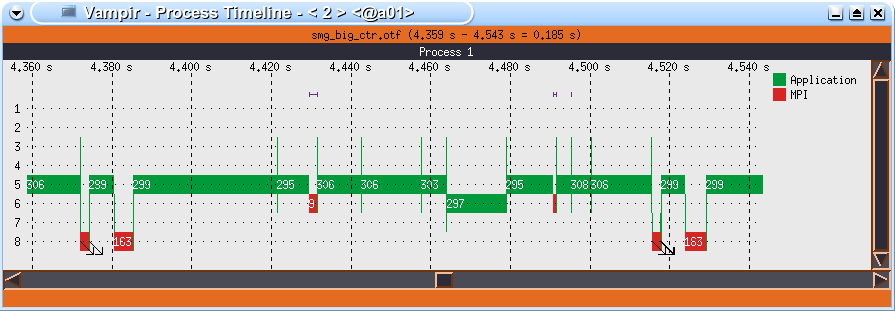 Vampir - Process Timeline - < 2 > <@a01>
smg_big_ctr.otf (4.359 s - 4.543 s = 0.185 s)
Process 1
4.360 s 4.380 s 4.400 s 4.420 s 4.440 s 4.460 s 4.480 s 4.500 s 4.520 s 4.540 s
Application
MPI
1
2
3
4
5 306 299 299 295 306 306 303 295 308 306 299 299
6 9 297
7
8 163 163